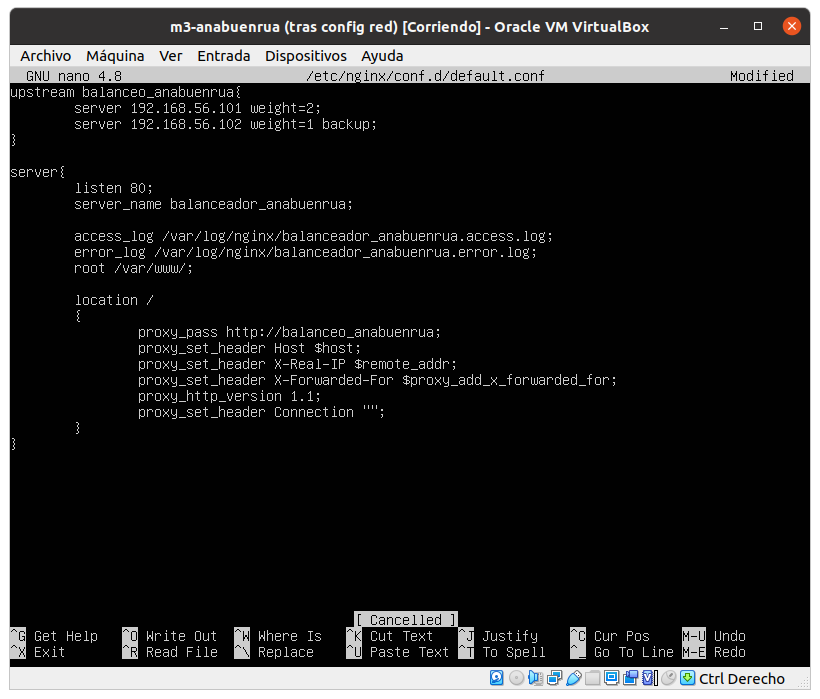 m3-anabuenrua (tras config red) [Corriendo] - Oracle VM VirtualBox
Archivo Máquina Ver Entrada Dispositivos Ayuda
GNU nano 4.8 /etc/nginx/conf.d/default.conf Modified
upstream balanceo_anabuenrua{
server 192.168.56.101 weight=2;
server 192.168.56.102 weight=1 backup;
}
server{
listen 80;
server_name balanceador_anabuenrua;
access_log /var/log/nginx/balanceador_anabuenrua.access.log;
error_log /var/log/nginx/balanceador_anabuenrua.error.log;
root /var/www/;
location /
{
proxy_pass http://balanceo_anabuenrua;
proxy_set_header Host $host;
proxy_set_header X-Real-IP $remote_addr;
proxy_set_header X-Forwarded-For $proxy_add_x_forwarded_for;
proxy_http_version 1.1;
proxy_set_header Connection "";
}
}
[ Cancelled ]
^G Get Help ^O Write Out ^W Where Is ^K Cut Text ^J Justify ^C Cur Pos M-U Undo
^X Exit ^R Read File ^\ Replace ^U Paste Text ^T To Spell ^_ Go To Line M-E Redo
Ctrl Derecho